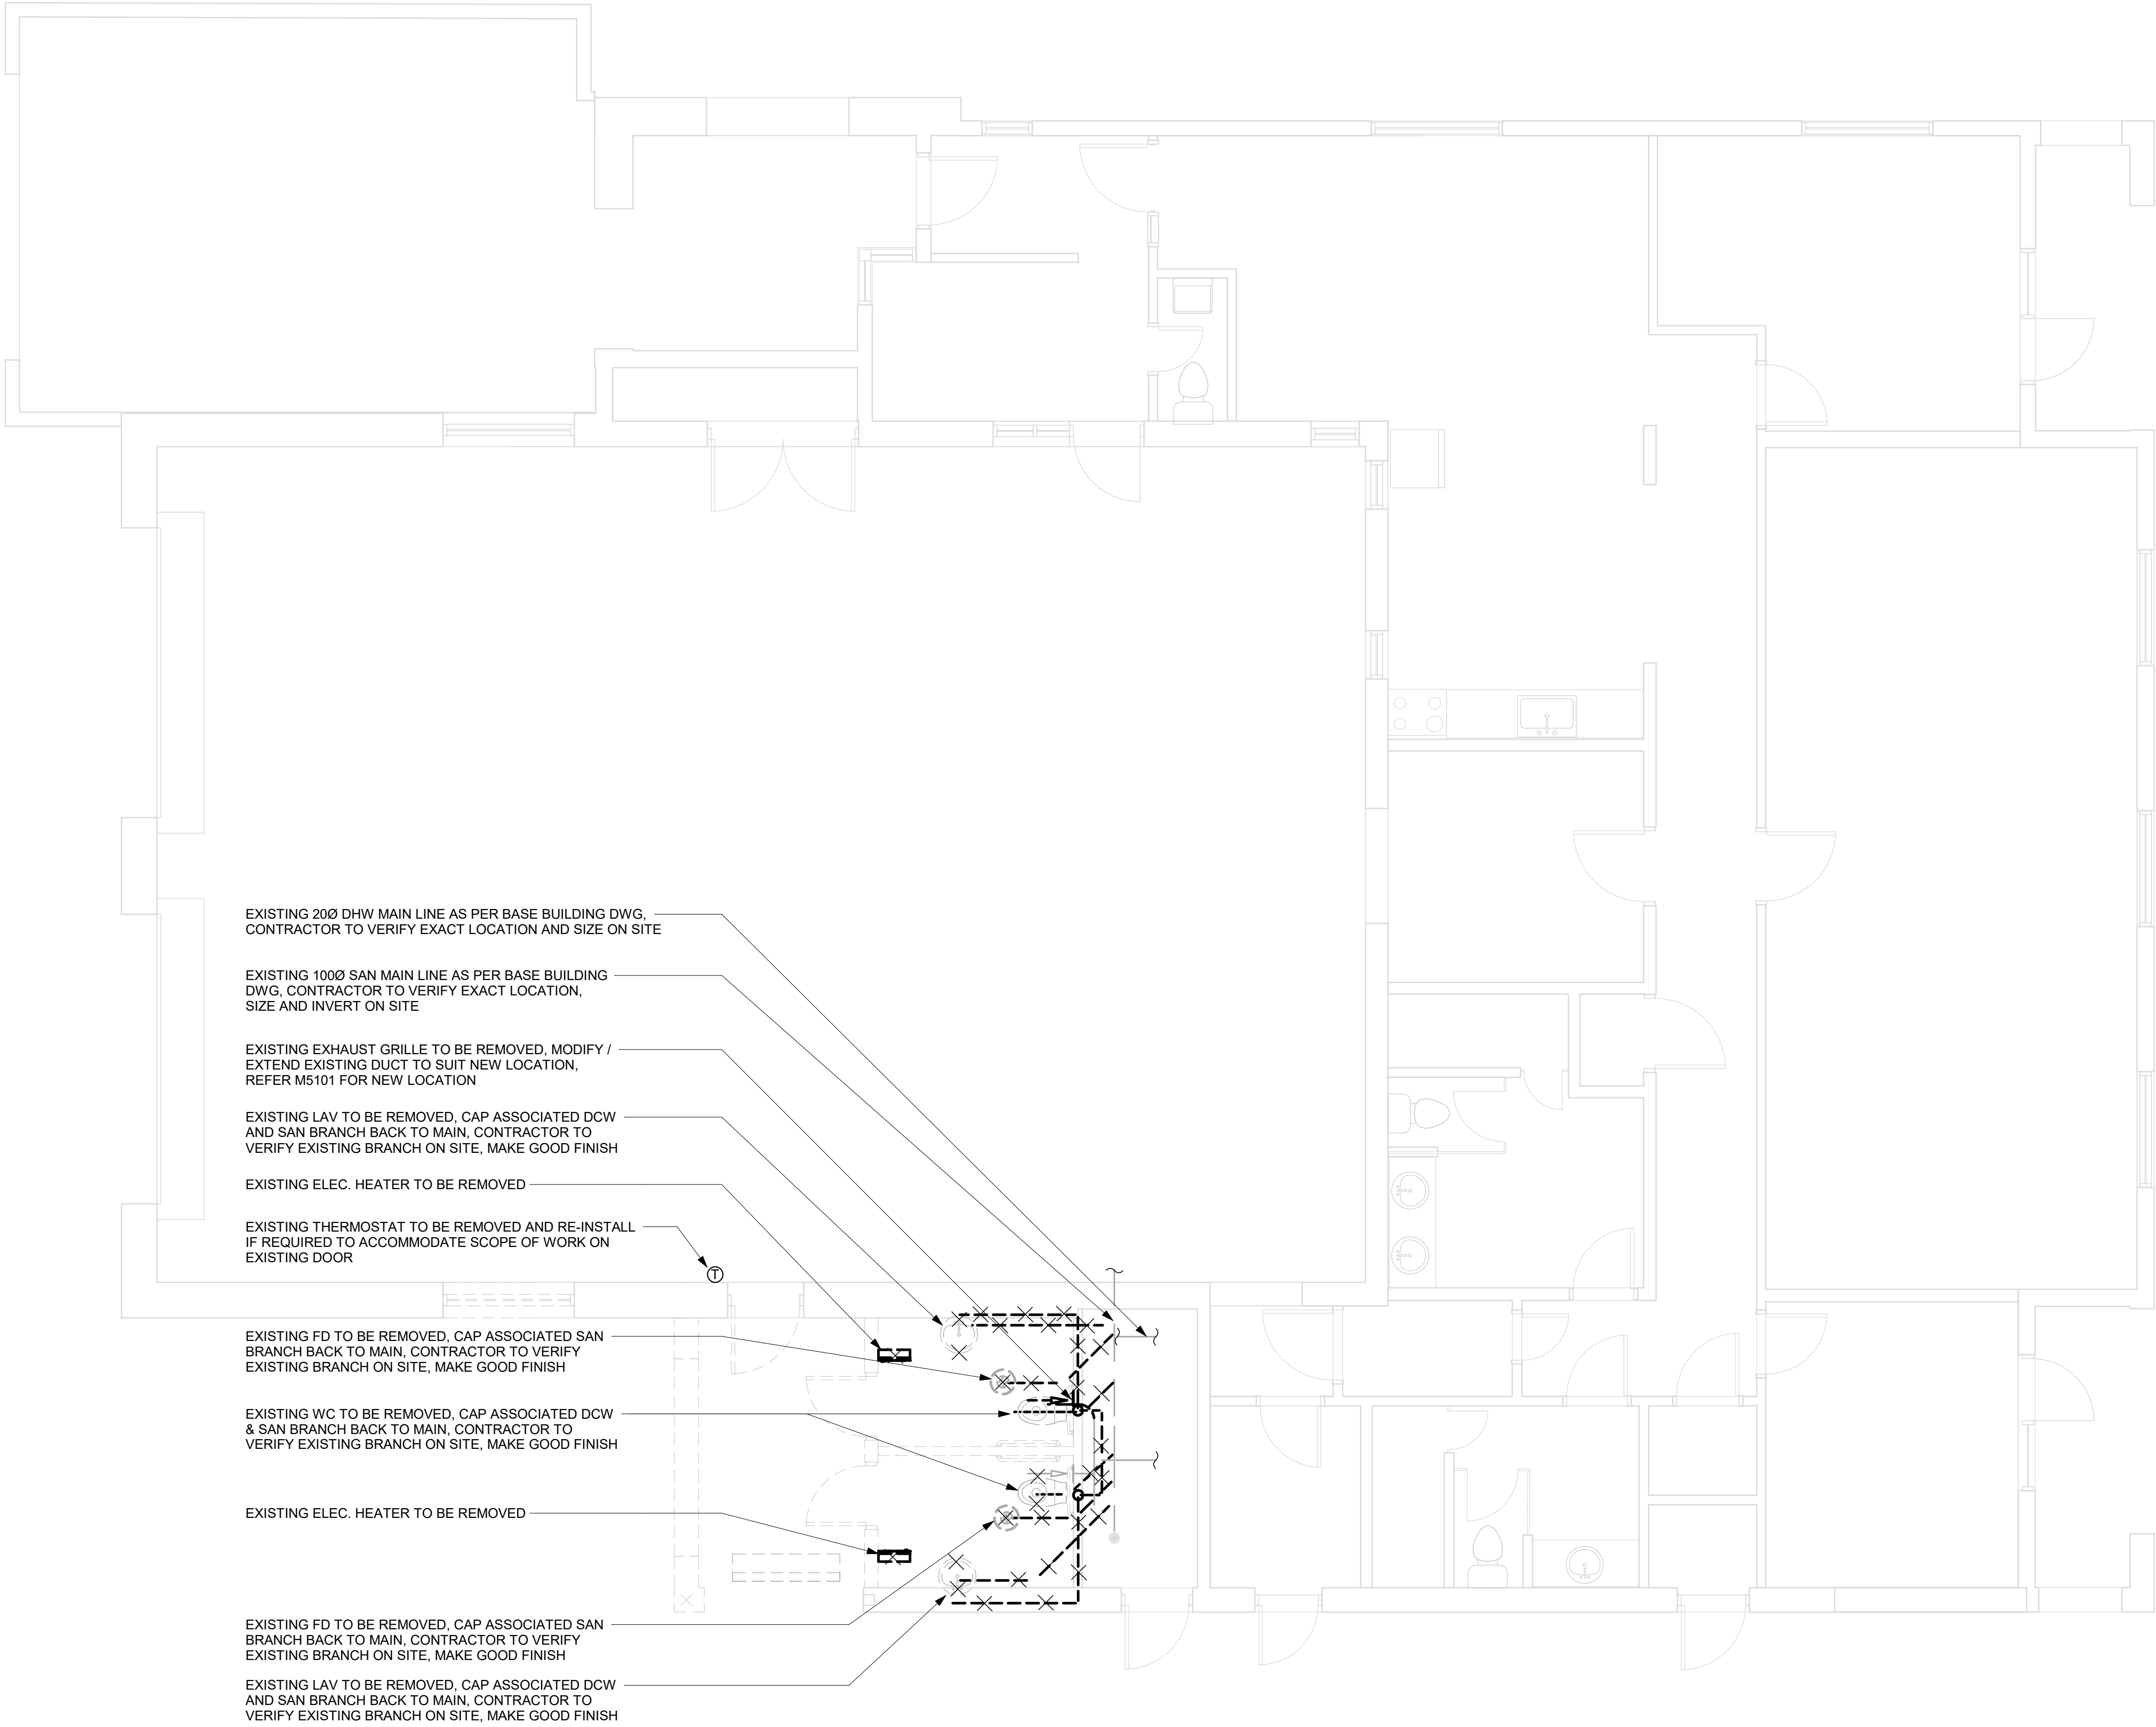 EXISTING 20Ø DHW MAIN LINE AS PER BASE BUILDING DWG,
CONTRACTOR TO VERIFY EXACT LOCATION AND SIZE ON SITE
EXISTING 100Ø SAN MAIN LINE AS PER BASE BUILDING
DWG, CONTRACTOR TO VERIFY EXACT LOCATION,
SIZE AND INVERT ON SITE
EXISTING EXHAUST GRILLE TO BE REMOVED, MODIFY /
EXTEND EXISTING DUCT TO SUIT NEW LOCATION,
REFER M5101 FOR NEW LOCATION
EXISTING LAV TO BE REMOVED, CAP ASSOCIATED DCW
AND SAN BRANCH BACK TO MAIN, CONTRACTOR TO
VERIFY EXISTING BRANCH ON SITE, MAKE GOOD FINISH
EXISTING ELEC. HEATER TO BE REMOVED
EXISTING THERMOSTAT TO BE REMOVED AND RE-INSTALL
IF REQUIRED TO ACCOMMODATE SCOPE OF WORK ON
EXISTING DOOR
T
EXISTING FD TO BE REMOVED, CAP ASSOCIATED SAN
BRANCH BACK TO MAIN, CONTRACTOR TO VERIFY
EXISTING BRANCH ON SITE, MAKE GOOD FINISH
EXISTING WC TO BE REMOVED, CAP ASSOCIATED DCW
& SAN BRANCH BACK TO MAIN, CONTRACTOR TO
VERIFY EXISTING BRANCH ON SITE, MAKE GOOD FINISH
EXISTING ELEC. HEATER TO BE REMOVED
EXISTING FD TO BE REMOVED, CAP ASSOCIATED SAN
BRANCH BACK TO MAIN, CONTRACTOR TO VERIFY
EXISTING BRANCH ON SITE, MAKE GOOD FINISH
EXISTING LAV TO BE REMOVED, CAP ASSOCIATED DCW
AND SAN BRANCH BACK TO MAIN, CONTRACTOR TO
VERIFY EXISTING BRANCH ON SITE, MAKE GOOD FINISH